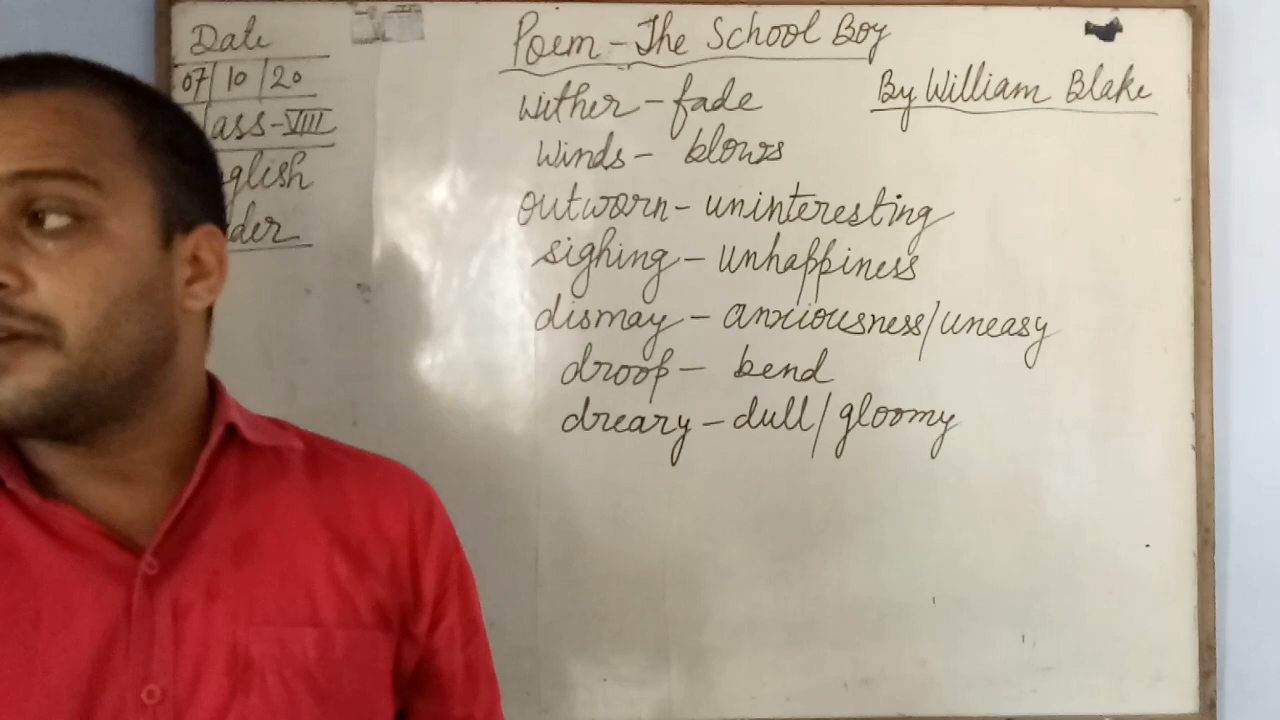 Date
07/10/20
lass-VIII
glish
der
Poem - The School Boy
By William Blake
wither - fade
Winds - blows
outworn - uninteresting
sighing - unhappiness
dismay - anxiousness/uneasy
droop - bend
dreary - dull/gloomy